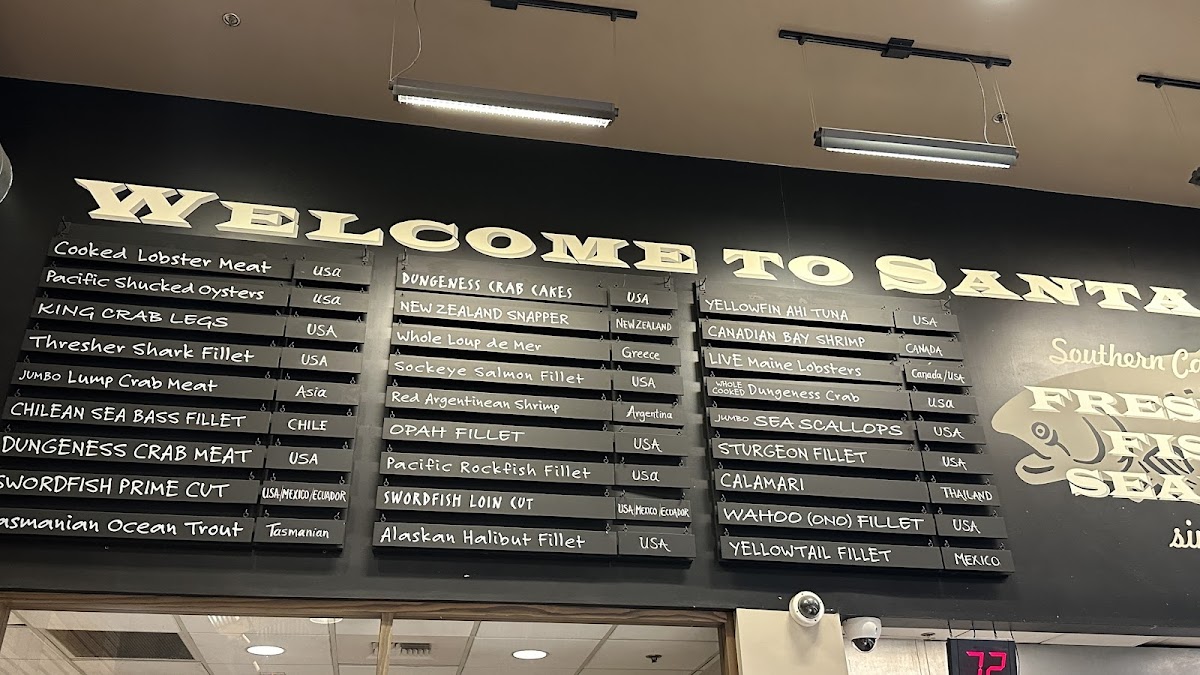 WELCOME TO SANTA
Cooked Lobster Meat USA
Pacific Shucked Oysters USA
KING CRAB LEGS USA
Thresher Shark Fillet USA
JUMBO Lump Crab Meat Asia
CHILEAN SEA BASS FILLET CHILE
DUNGENESS CRAB MEAT USA
SWORDFISH PRIME CUT USA/MEXICO/ECUADOR
asmanian Ocean Trout Tasmanian
DUNGENESS CRAB CAKES USA
NEW ZEALAND SNAPPER NEW ZEALAND
Whole Loup de Mer Greece
Sockeye Salmon Fillet USA
Red Argentinean Shrimp Argentina
OPAH FILLET USA
Pacific Rockfish Fillet USA
SWORDFISH LOIN CUT USA/MEXICO/ECUADOR
Alaskan Halibut Fillet USA
YELLOWFIN AHI TUNA USA
CANADIAN BAY SHRIMP CANADA
LIVE Maine Lobsters Canada/USA
WHOLE COOKED Dungeness Crab USA
JUMBO SEA SCALLOPS USA
STURGEON FILLET USA
CALAMARI THAILAND
WAHOO (ONO) FILLET USA
YELLOWTAIL FILLET MEXICO
Southern Ca
FRES
FIS
SEA
si
72